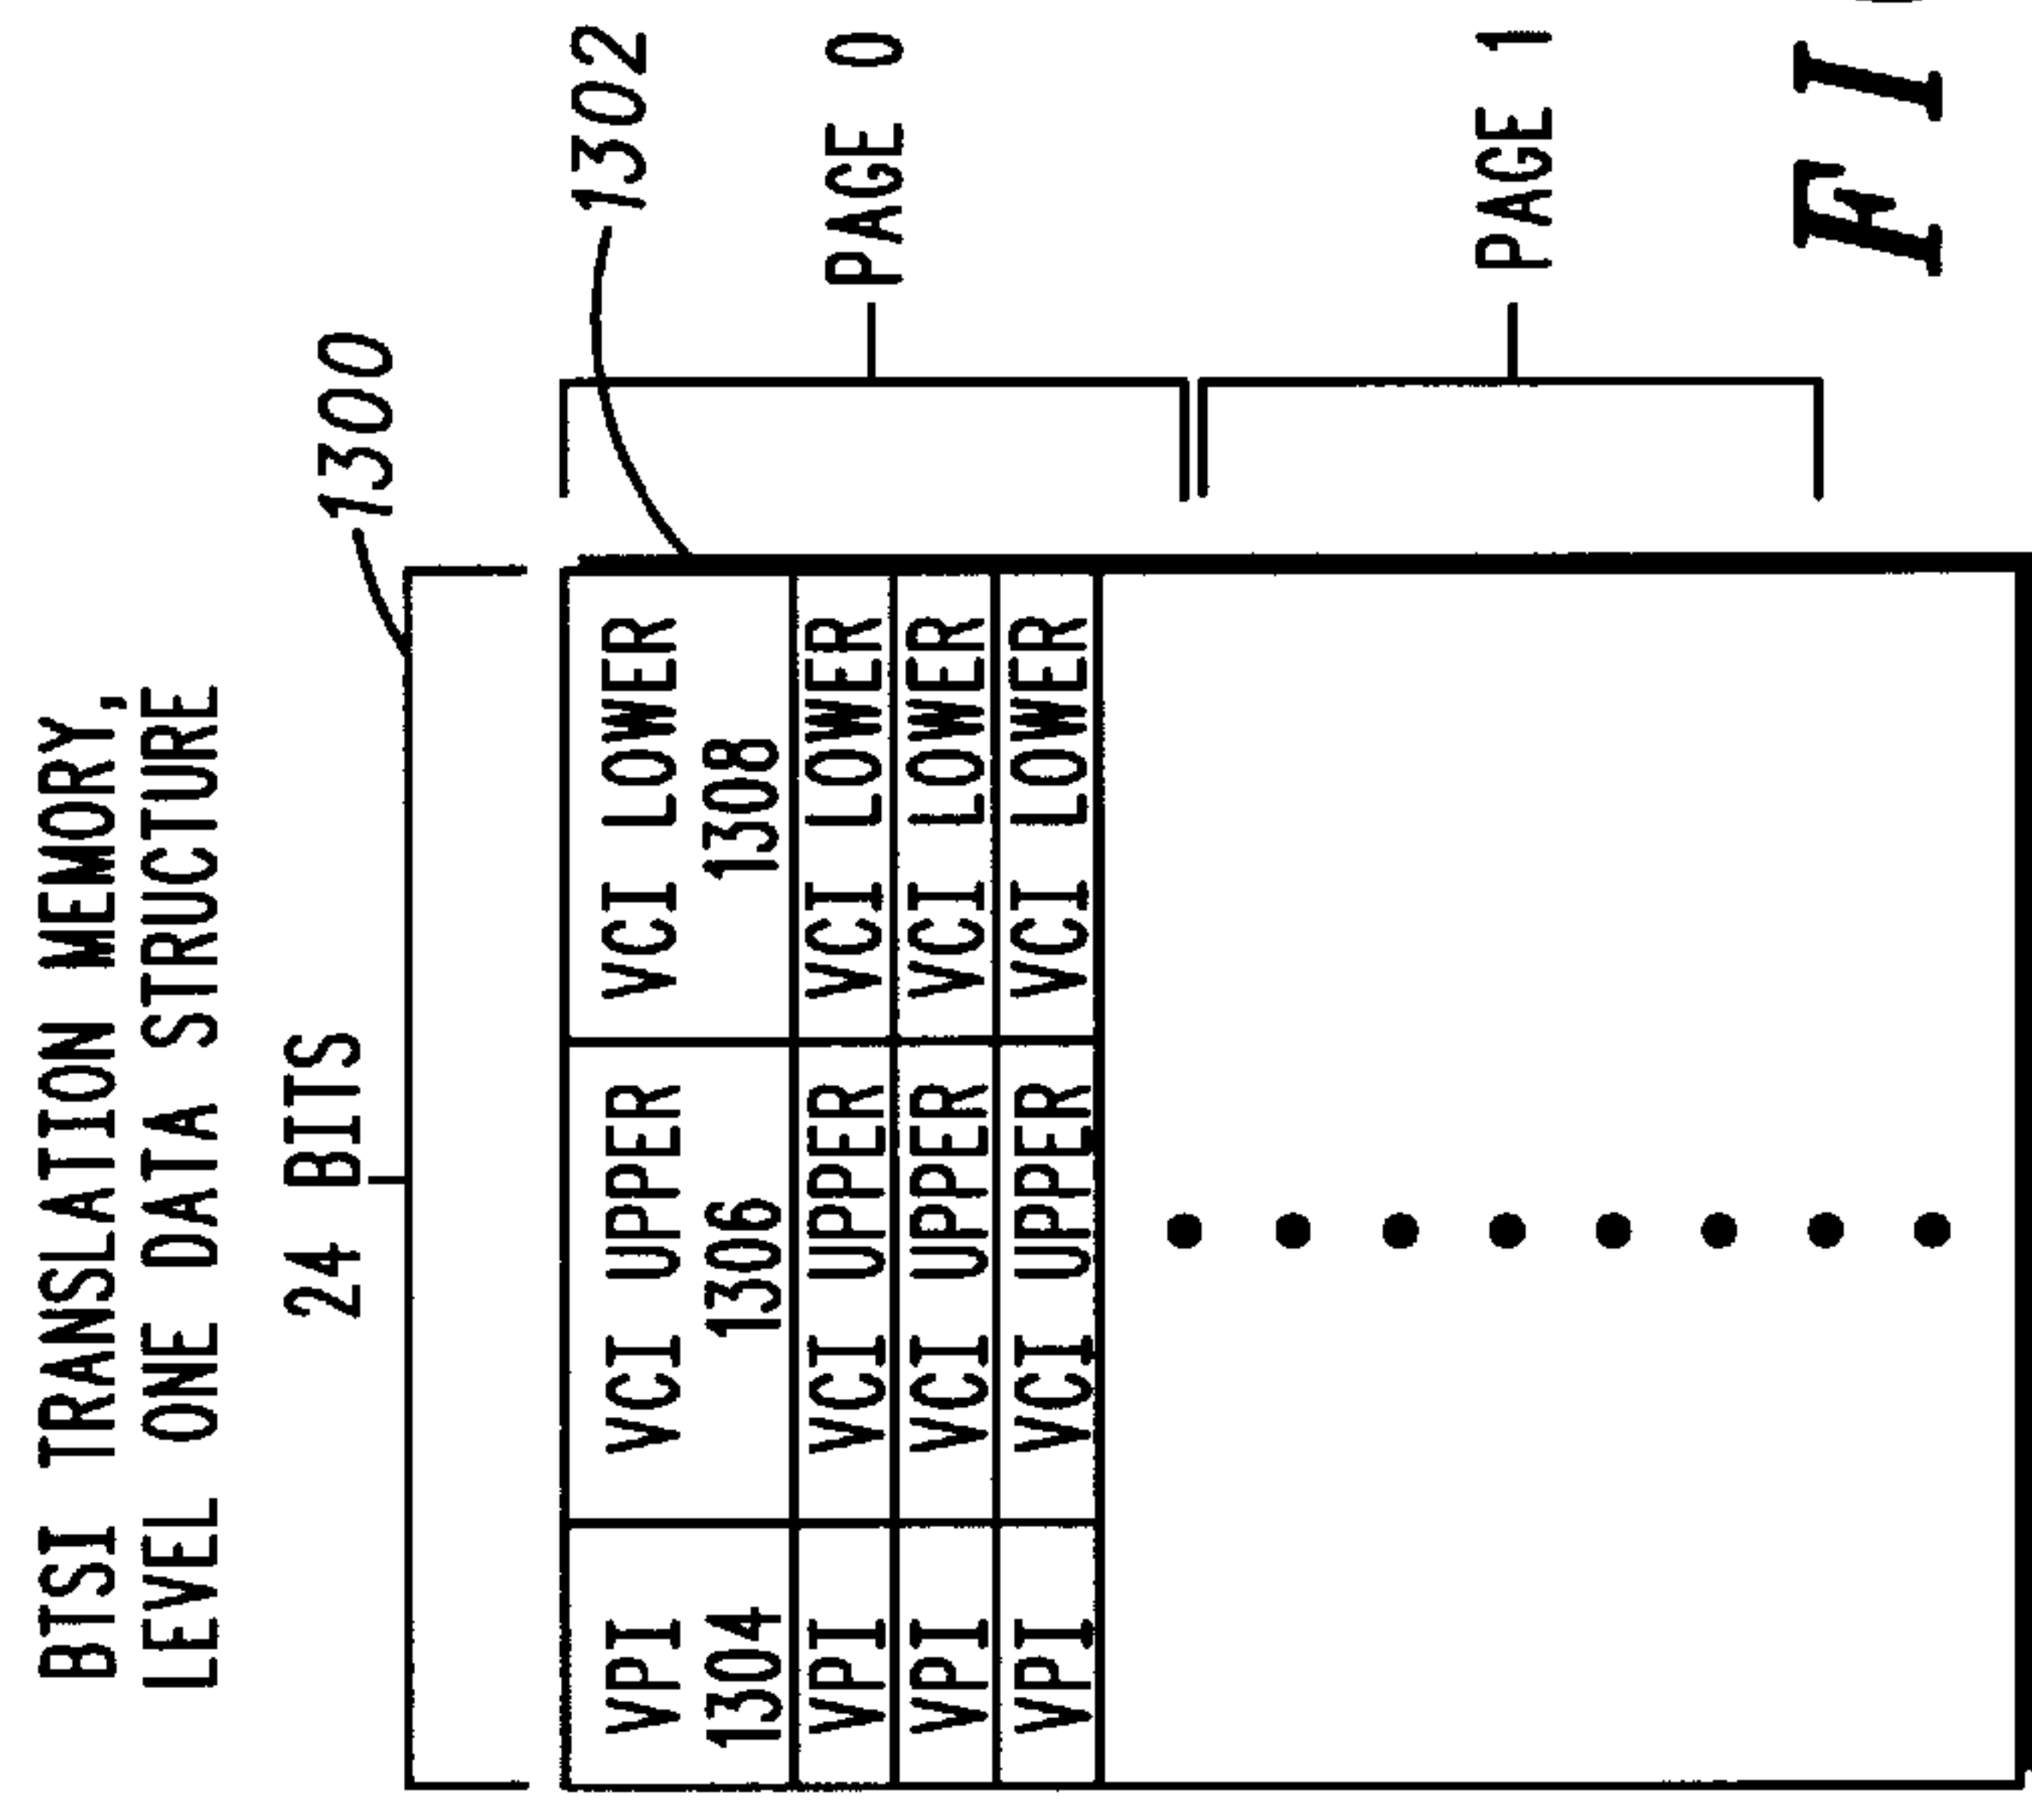 BTSI TRANSLATION MEMORY,
LEVEL ONE DATA STRUCTURE
24 BITS
1300
1302
VPI VCI UPPER VCI LOWER
1304 1306 1308
VPI VCI UPPER VCI LOWER
VPI VCI UPPER VCI LOWER
VPI VCI UPPER VCI LOWER
PAGE 0
PAGE 1
FI